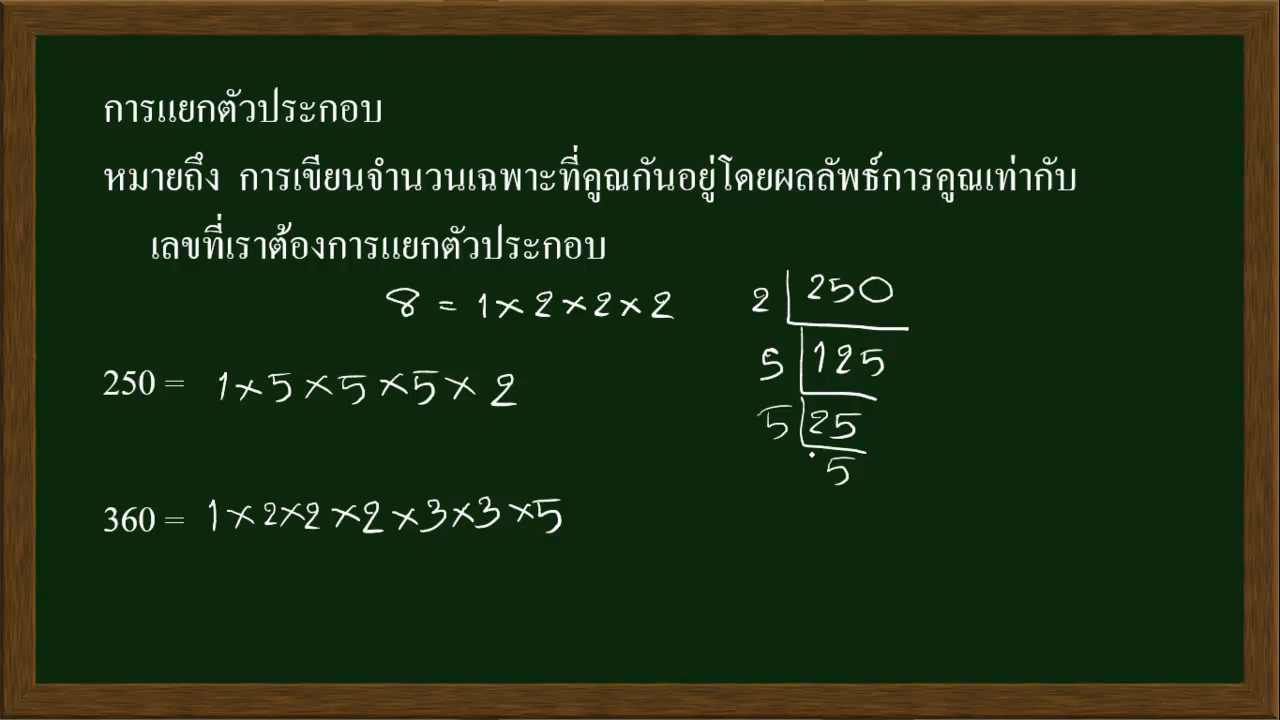 การแยกตัวประกอบ
หมายถึง การเขียนจำนวนเฉพาะที่คูณกันอยู่โดยผลลัพธ์การคูณเท่ากับ
เลขที่เราต้องการแยกตัวประกอบ
8 = 1 × 2 × 2 × 2
250 = 1 × 5 × 5 × 5 × 2
360 = 1 × 2 × 2 × 2 × 3 × 3 × 5
2 | 250
5 | 125
5 | 25
5